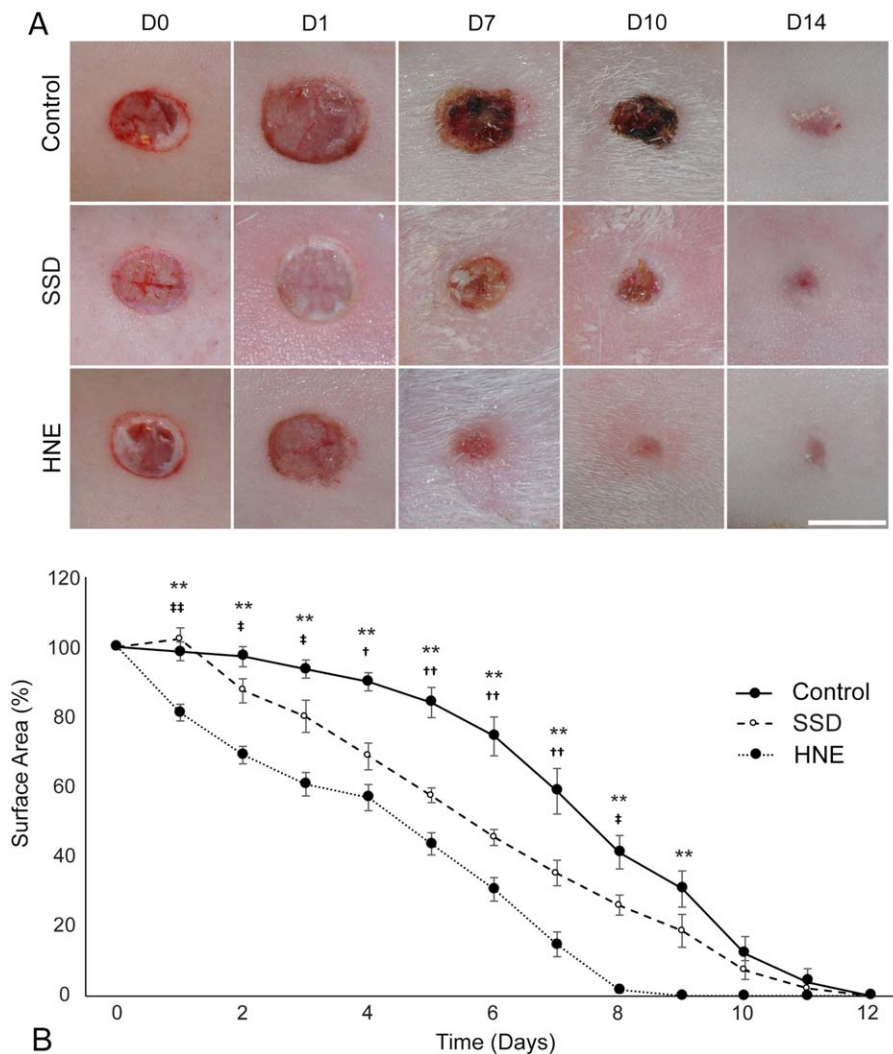 A
D0 D1 D7 D10 D14
Control
SSD
HNE
120
100
80
60
40
20
0
Surface Area (%)
** ** ** ** ** ** ** ** **
‡‡ ‡ ‡ † †† †† †† ‡
Control
SSD
HNE
0 2 4 6 8 10 12
Time (Days)
B